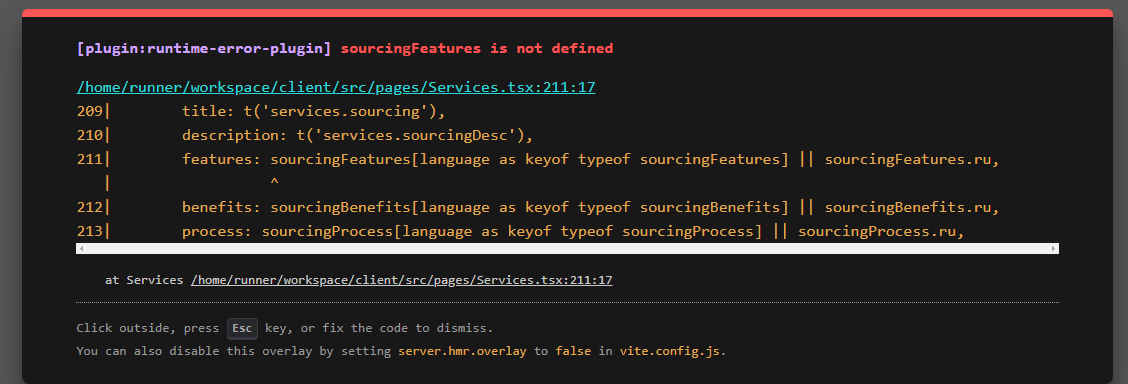 [plugin:runtime-error-plugin] sourcingFeatures is not defined
/home/runner/workspace/client/src/pages/Services.tsx:211:17
209|        title: t('services.sourcing'),
210|        description: t('services.sourcingDesc'),
211|        features: sourcingFeatures[language as keyof typeof sourcingFeatures] || sourcingFeatures.ru,
   |                  ^
212|        benefits: sourcingBenefits[language as keyof typeof sourcingBenefits] || sourcingBenefits.ru,
213|        process: sourcingProcess[language as keyof typeof sourcingProcess] || sourcingProcess.ru,
at Services /home/runner/workspace/client/src/pages/Services.tsx:211:17
Click outside, press Esc key, or fix the code to dismiss.
You can also disable this overlay by setting server.hmr.overlay to false in vite.config.js.